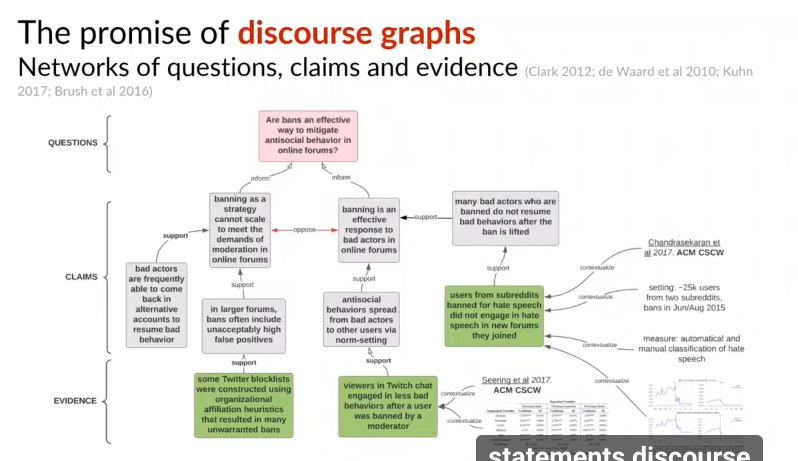 The promise of discourse graphs
Networks of questions, claims and evidence (Clark 2012; de Waard et al 2010; Kuhn
2017; Brush et al 2016)
QUESTIONS
Are bans an effective
way to mitigate
antisocial behavior in
online forums?
inform
inform
CLAIMS
banning as a
strategy
cannot scale
to meet the
demands of
moderation in
online forums
oppose
banning is an
effective
response to
bad actors in
online forums
support
many bad actors who are
banned do not resume
bad behaviors after the
ban is lifted
support
bad actors
are frequently
able to come
back in
alternative
accounts to
resume bad
behavior
support
in larger forums,
bans often include
unacceptably high
false positives
support
antisocial
behaviors spread
from bad actors
to other users via
norm-setting
support
users from subreddits
banned for hate speech
did not engage in hate
speech in new forums
they joined
contextualize
Chandrasekaran et
al 2017. ACM CSCW
contextualize
setting: ~25k users
from two subreddits,
bans in Jun/Aug 2015
contextualize
measure: automatical and
manual classification of hate
speech
contextualize
EVIDENCE
support
some Twitter blocklists
were constructed using
organizational
affiliation heuristics
that resulted in many
unwarranted bans
support
viewers in Twitch chat
engaged in less bad
behaviors after a user
was banned by a
moderator
contextualize
Seering et al 2017.
ACM CSCW
contextualize
statements discourse